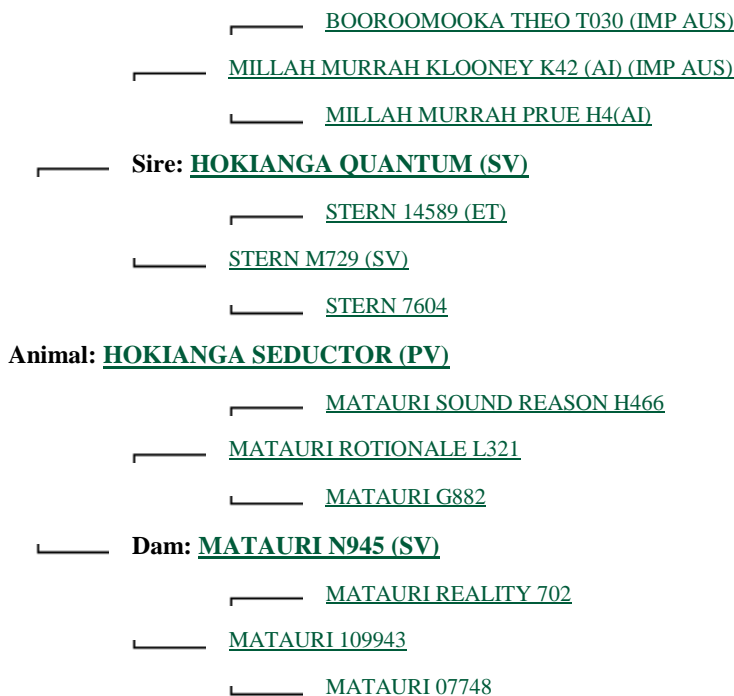 BOOROOMOOKA THEO T030 (IMP AUS)
MILLAH MURRAH KLOONEY K42 (AI) (IMP AUS)
MILLAH MURRAH PRUE H4(AI)
Sire: HOKIANGA QUANTUM (SV)
STERN 14589 (ET)
STERN M729 (SV)
STERN 7604
Animal: HOKIANGA SEDUCTOR (PV)
MATAURI SOUND REASON H466
MATAURI ROTIONALE L321
MATAURI G882
Dam: MATAURI N945 (SV)
MATAURI REALITY 702
MATAURI 109943
MATAURI 07748